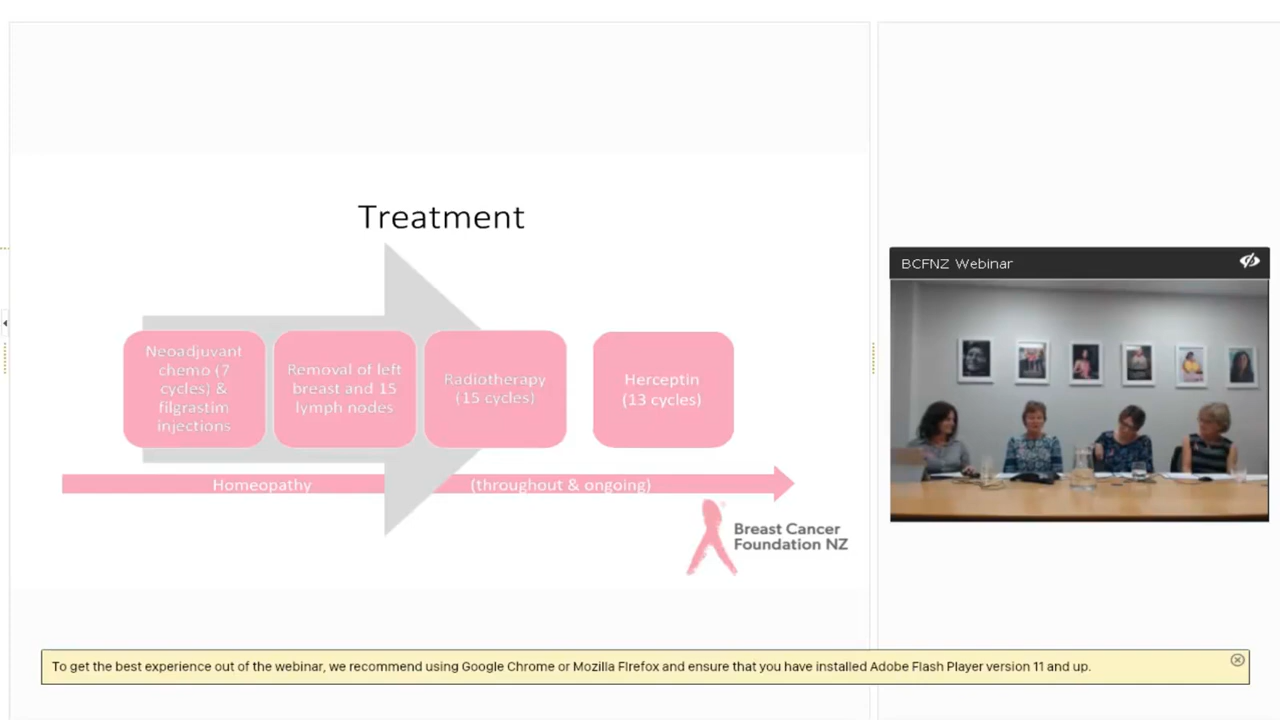 Treatment
Neoadjuvant
chemo (7
cycles) &
filgrastim
injections
Removal of left
breast and 15
lymph nodes
Radiotherapy
(15 cycles)
Herceptin
(13 cycles)
Homeopathy (throughout & ongoing)
Breast Cancer
Foundation NZ
BCFNZ Webinar
To get the best experience out of the webinar, we recommend using Google Chrome or Mozilla FIrefox and ensure that you have installed Adobe Flash Player version 11 and up.